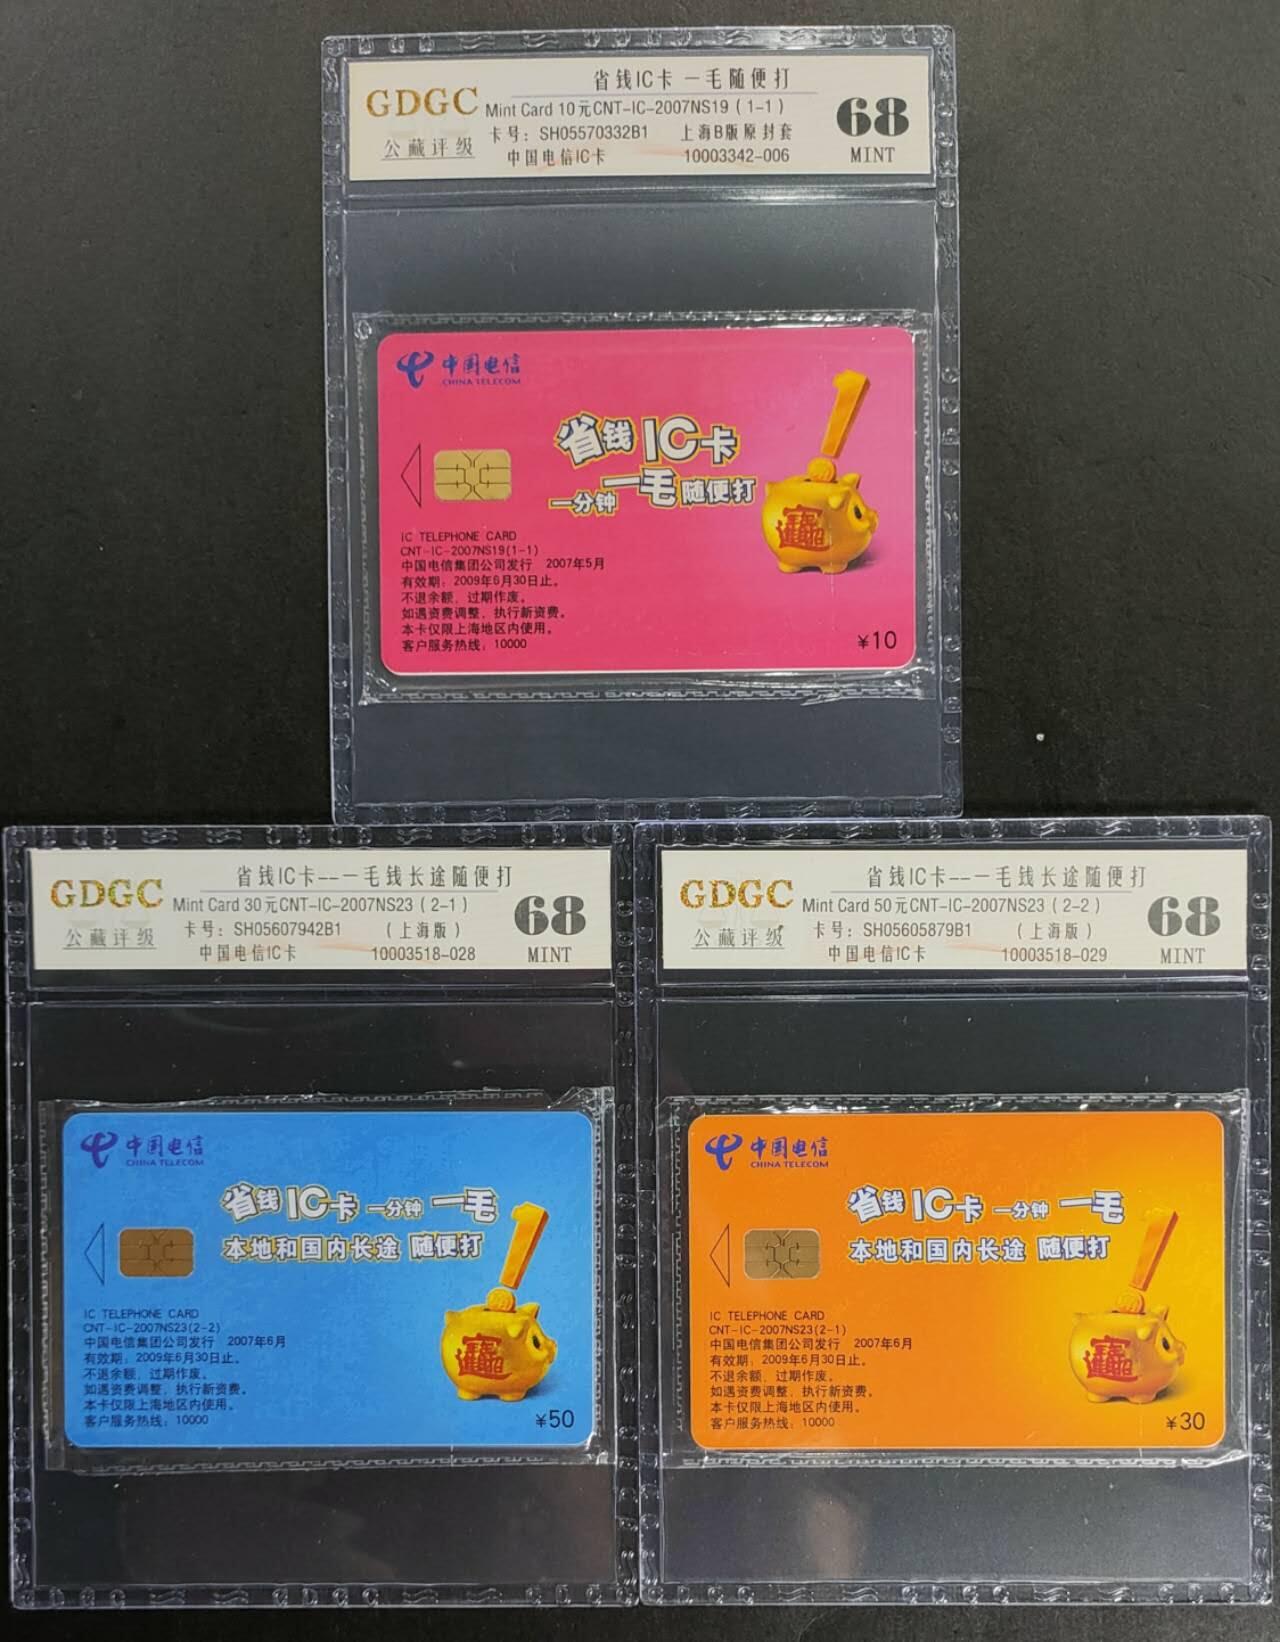 GDGC
公藏评级
省钱IC卡 一毛随便打
Mint Card 10元CNT-IC-2007NS19 (1-1)
卡号: SH05570332B1 上海B版原封套
中国电信IC卡 10003342-006
68
MINT
中国电信
CHINA TELECOM
省钱IC卡
一分钟一毛随便打
1
招财进宝
IC TELEPHONE CARD
CNT-IC-2007NS19(1-1)
中国电信集团公司发行 2007年5月
有效期: 2009年6月30日止。
不退余额, 过期作废。
如遇资费调整, 执行新资费。
本卡仅限上海地区内使用。
客户服务热线: 10000
¥10
GDGC
公藏评级
省钱IC卡--一毛钱长途随便打
Mint Card 30元CNT-IC-2007NS23 (2-1)
卡号: SH05607942B1 (上海版)
中国电信IC卡 10003518-028
68
MINT
中国电信
CHINA TELECOM
省钱IC卡 一分钟 一毛
本地和国内长途 随便打
1
招财进宝
IC TELEPHONE CARD
CNT-IC-2007NS23(2-2)
中国电信集团公司发行 2007年6月
有效期: 2009年6月30日止。
不退余额, 过期作废。
如遇资费调整, 执行新资费。
本卡仅限上海地区内使用。
客户服务热线: 10000
¥50
GDGC
公藏评级
省钱IC卡--一毛钱长途随便打
Mint Card 50元CNT-IC-2007NS23 (2-2)
卡号: SH05605879B1 (上海版)
中国电信IC卡 10003518-029
68
MINT
中国电信
CHINA TELECOM
省钱IC卡 一分钟 一毛
本地和国内长途 随便打
1
招财进宝
IC TELEPHONE CARD
CNT-IC-2007NS23(2-1)
中国电信集团公司发行 2007年6月
有效期: 2009年6月30日止。
不退余额, 过期作废。
如遇资费调整, 执行新资费。
本卡仅限上海地区内使用。
客户服务热线: 10000
¥30